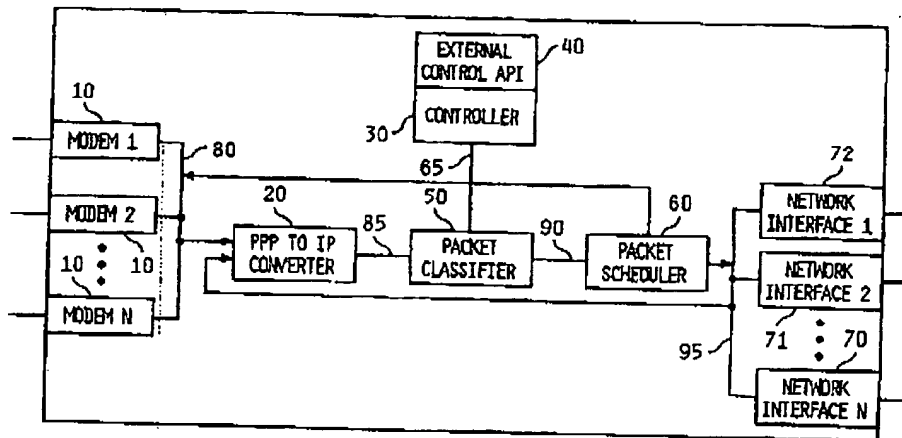 40
EXTERNAL
CONTROL API
CONTROLLER
30
65
10
MODEM 1
80
MODEM 2
10
10
MODEM N
20
PPP TO IP
CONVERTER
85
50
PACKET
CLASSIFIER
90
60
PACKET
SCHEDULER
72
NETWORK
INTERFACE 1
NETWORK
INTERFACE 2
71
95
70
NETWORK
INTERFACE N